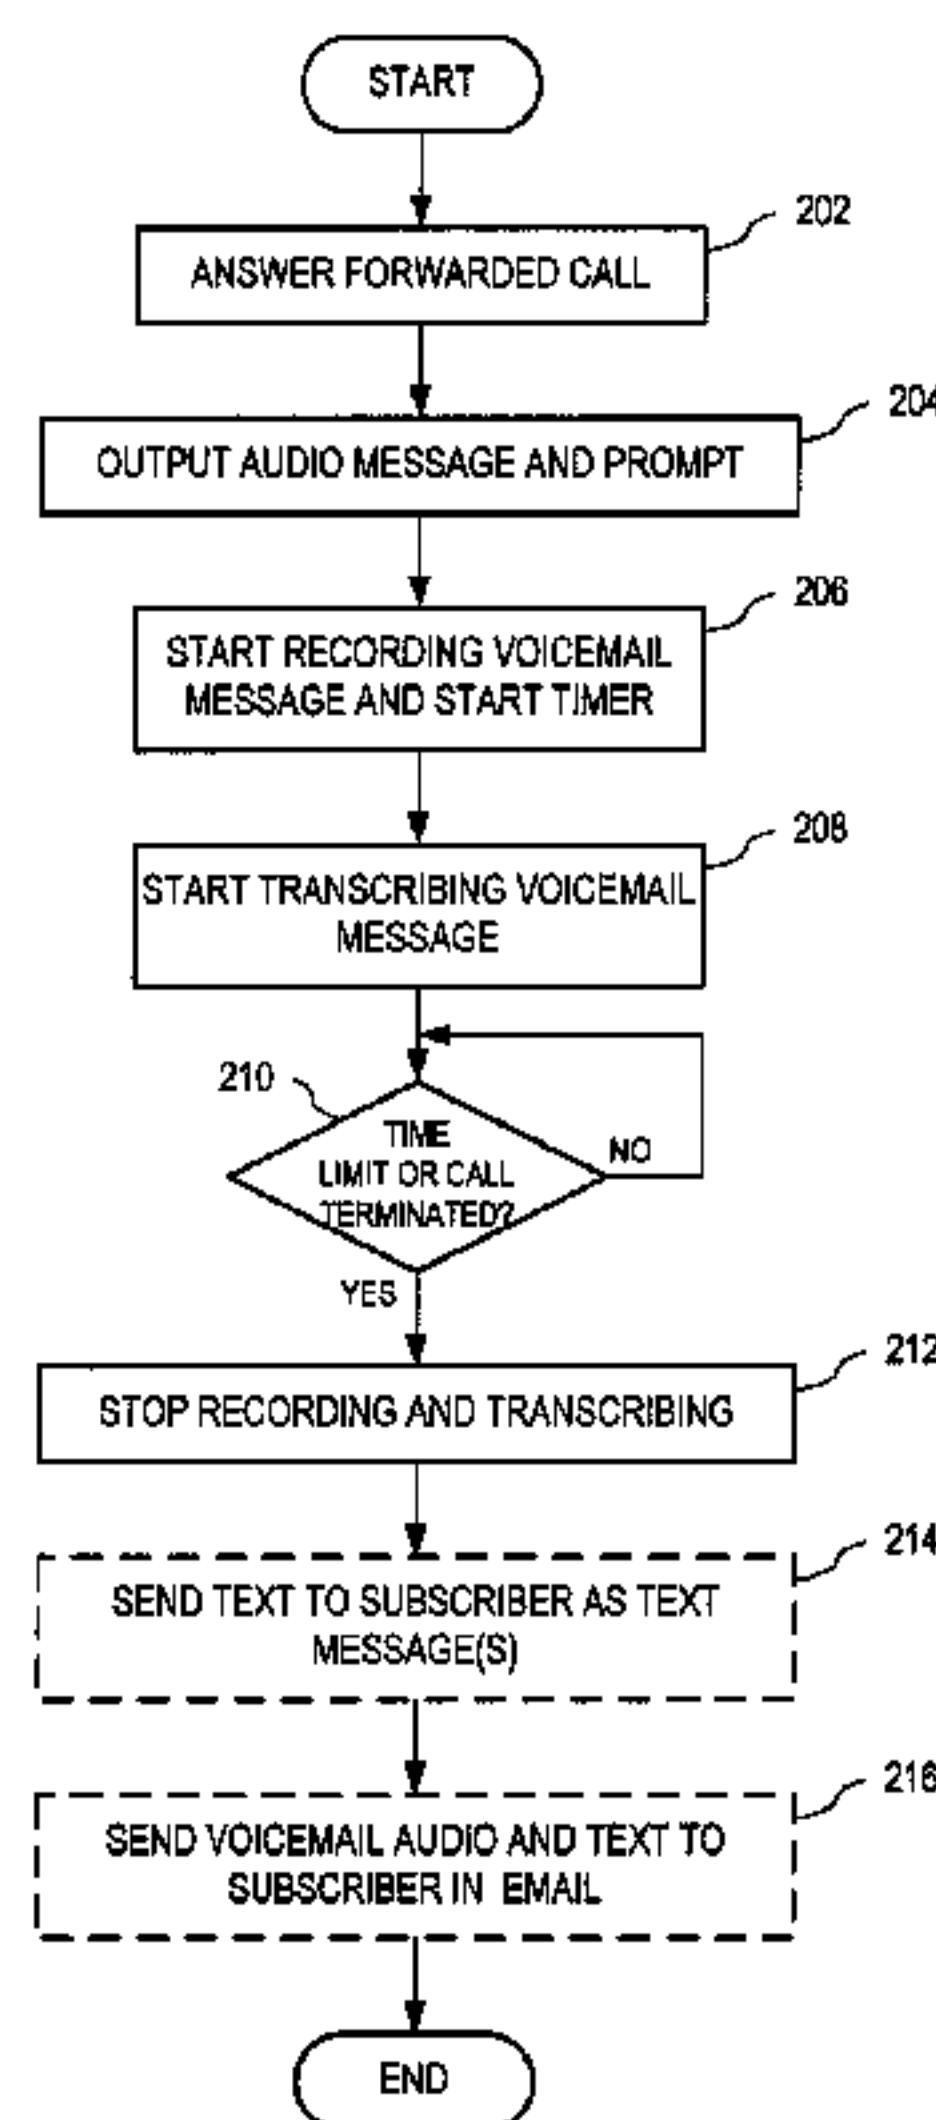 START
202
ANSWER FORWARDED CALL
204
OUTPUT AUDIO MESSAGE AND PROMPT
206
START RECORDING VOICEMAIL
MESSAGE AND START TIMER
208
START TRANSCRIBING VOICEMAIL
MESSAGE
210
TIME
LIMIT OR CALL
TERMINATED?
NO
YES
212
STOP RECORDING AND TRANSCRIBING
214
SEND TEXT TO SUBSCRIBER AS TEXT
MESSAGE(S)
216
SEND VOICEMAIL AUDIO AND TEXT TO
SUBSCRIBER IN EMAIL
END